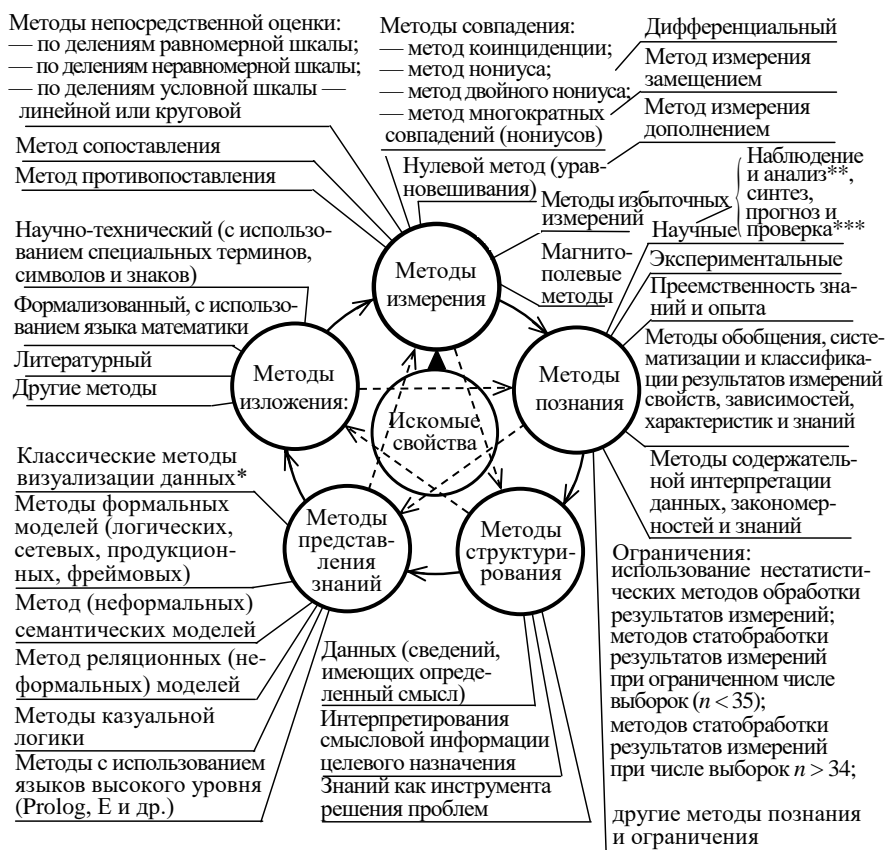 Методы непосредственной оценки:
— по делениям равномерной шкалы;
— по делениям неравномерной шкалы;
— по делениям условной шкалы —
линейной или круговой
Метод сопоставления
Метод противопоставления
Методы совпадения:
— метод коинциденции;
— метод нониуса;
— метод двойного нониуса;
— метод многократных
совпадений (нониусов)
Нулевой метод (урав-
новешивания)
Дифференциальный
Метод измерения
замещением
Метод измерения
дополнением
Методы избыточных
измерений
Магнито-
полевые
методы
Научные
Наблюдение
и анализ**,
синтез,
прогноз и
проверка***
Экспериментальные
Преемственность зна-
ний и опыта
Методы обобщения, систе-
матизации и классифика-
ции результатов измерений
свойств, зависимостей,
характеристик и знаний
Методы содержатель-
ной интерпретации
данных, закономер-
ностей и знаний
Ограничения:
использование нестатисти-
ческих методов обработки
результатов измерений;
методов статобработки
результатов измерений
при ограниченном числе
выборок (n < 35);
методов статобработки
результатов измерений
при числе выборок n > 34;
другие методы познания
и ограничения
Научно-технический (с исполь-
зованием специальных терминов,
символов и знаков)
Формализованный, с использо-
ванием языка математики
Литературный
Другие методы
Методы
измерения
Методы
изложения:
Методы
познания
Искомые
свойства
Методы
представ-
ления
знаний
Методы
структури-
рования
Классические методы
визуализации данных*
Методы формальных
моделей (логических,
сетевых, продукцион-
ных, фреймовых)
Метод (неформальных)
семантических моделей
Метод реляционных (не-
формальных) моделей
Методы казуальной
логики
Методы с использованием
языков высокого уровня
(Prolog, E и др.)
Данных (сведений,
имеющих опреде-
ленный смысл)
Интерпретирования
смысловой информации
целевого назначения
Знаний как инструмента
решения проблем